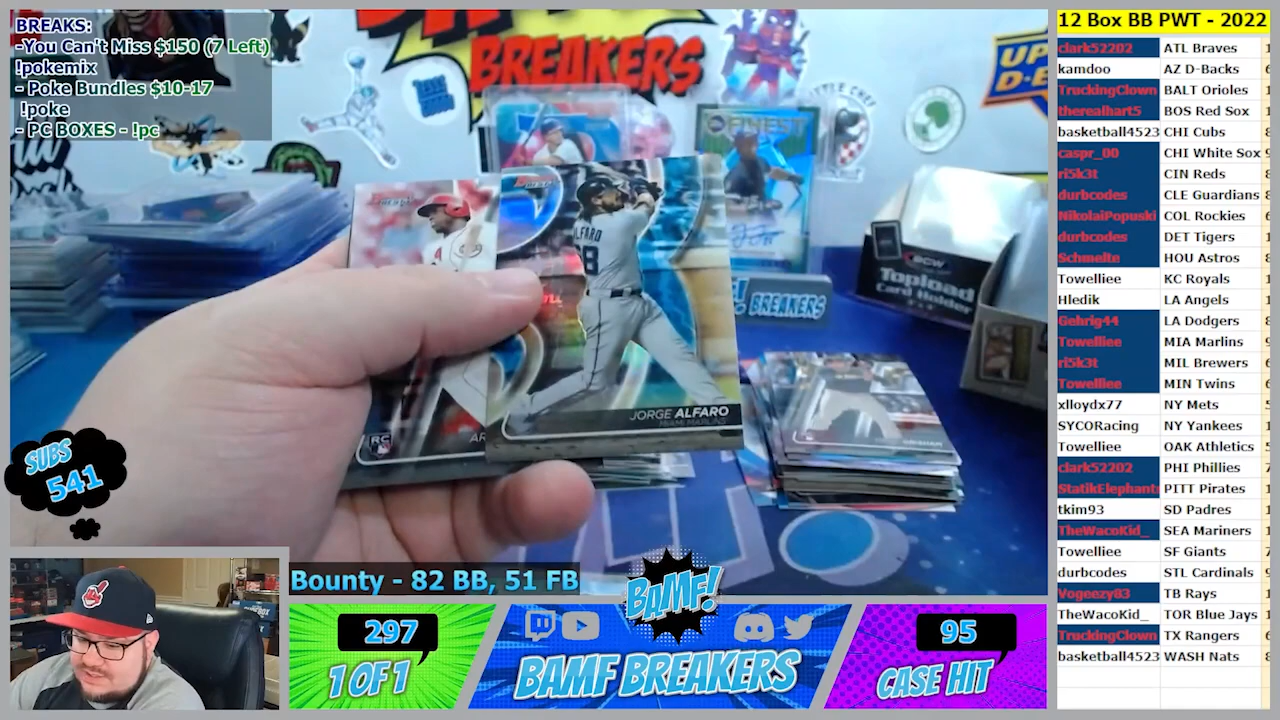 BREAKS:
-You Can't Miss $150 (7 Left)
!pokemix
- Poke Bundles $10-17
!poke
- PC BOXES - !pc
BREAKERS
FINEST
! BREAKERS
Topload
Card Holder
ALFARO
RC
JORGE ALFARO
MIAMI MARLINS
SUBS
541
Bounty - 82 BB, 51 FB
BAMF!
297
1 OF 1
BAMF BREAKERS
95
CASE HIT
12 Box BB PWT - 2022
clark52202 ATL Braves
kamdoo AZ D-Backs
TruckingClown BALT Orioles
therealhart5 BOS Red Sox
basketball4523 CHI Cubs
caspr_00 CHI White Sox
ri5k3t CIN Reds
durbcodes CLE Guardians
NikolaiPopuski COL Rockies
durbcodes DET Tigers
Schmelte HOU Astros
Towelliee KC Royals
Hledik LA Angels
Gehrig44 LA Dodgers
Towelliee MIA Marlins
ri5k3t MIL Brewers
Towelliee MIN Twins
xlloydx77 NY Mets
SYCORacing NY Yankees
Towelliee OAK Athletics
clark52202 PHI Phillies
StatikElephant PITT Pirates
tkim93 SD Padres
TheWacoKid_ SEA Mariners
Towelliee SF Giants
durbcodes STL Cardinals
Vogeezy83 TB Rays
TheWacoKid_ TOR Blue Jays
TruckingClown TX Rangers
basketball4523 WASH Nats